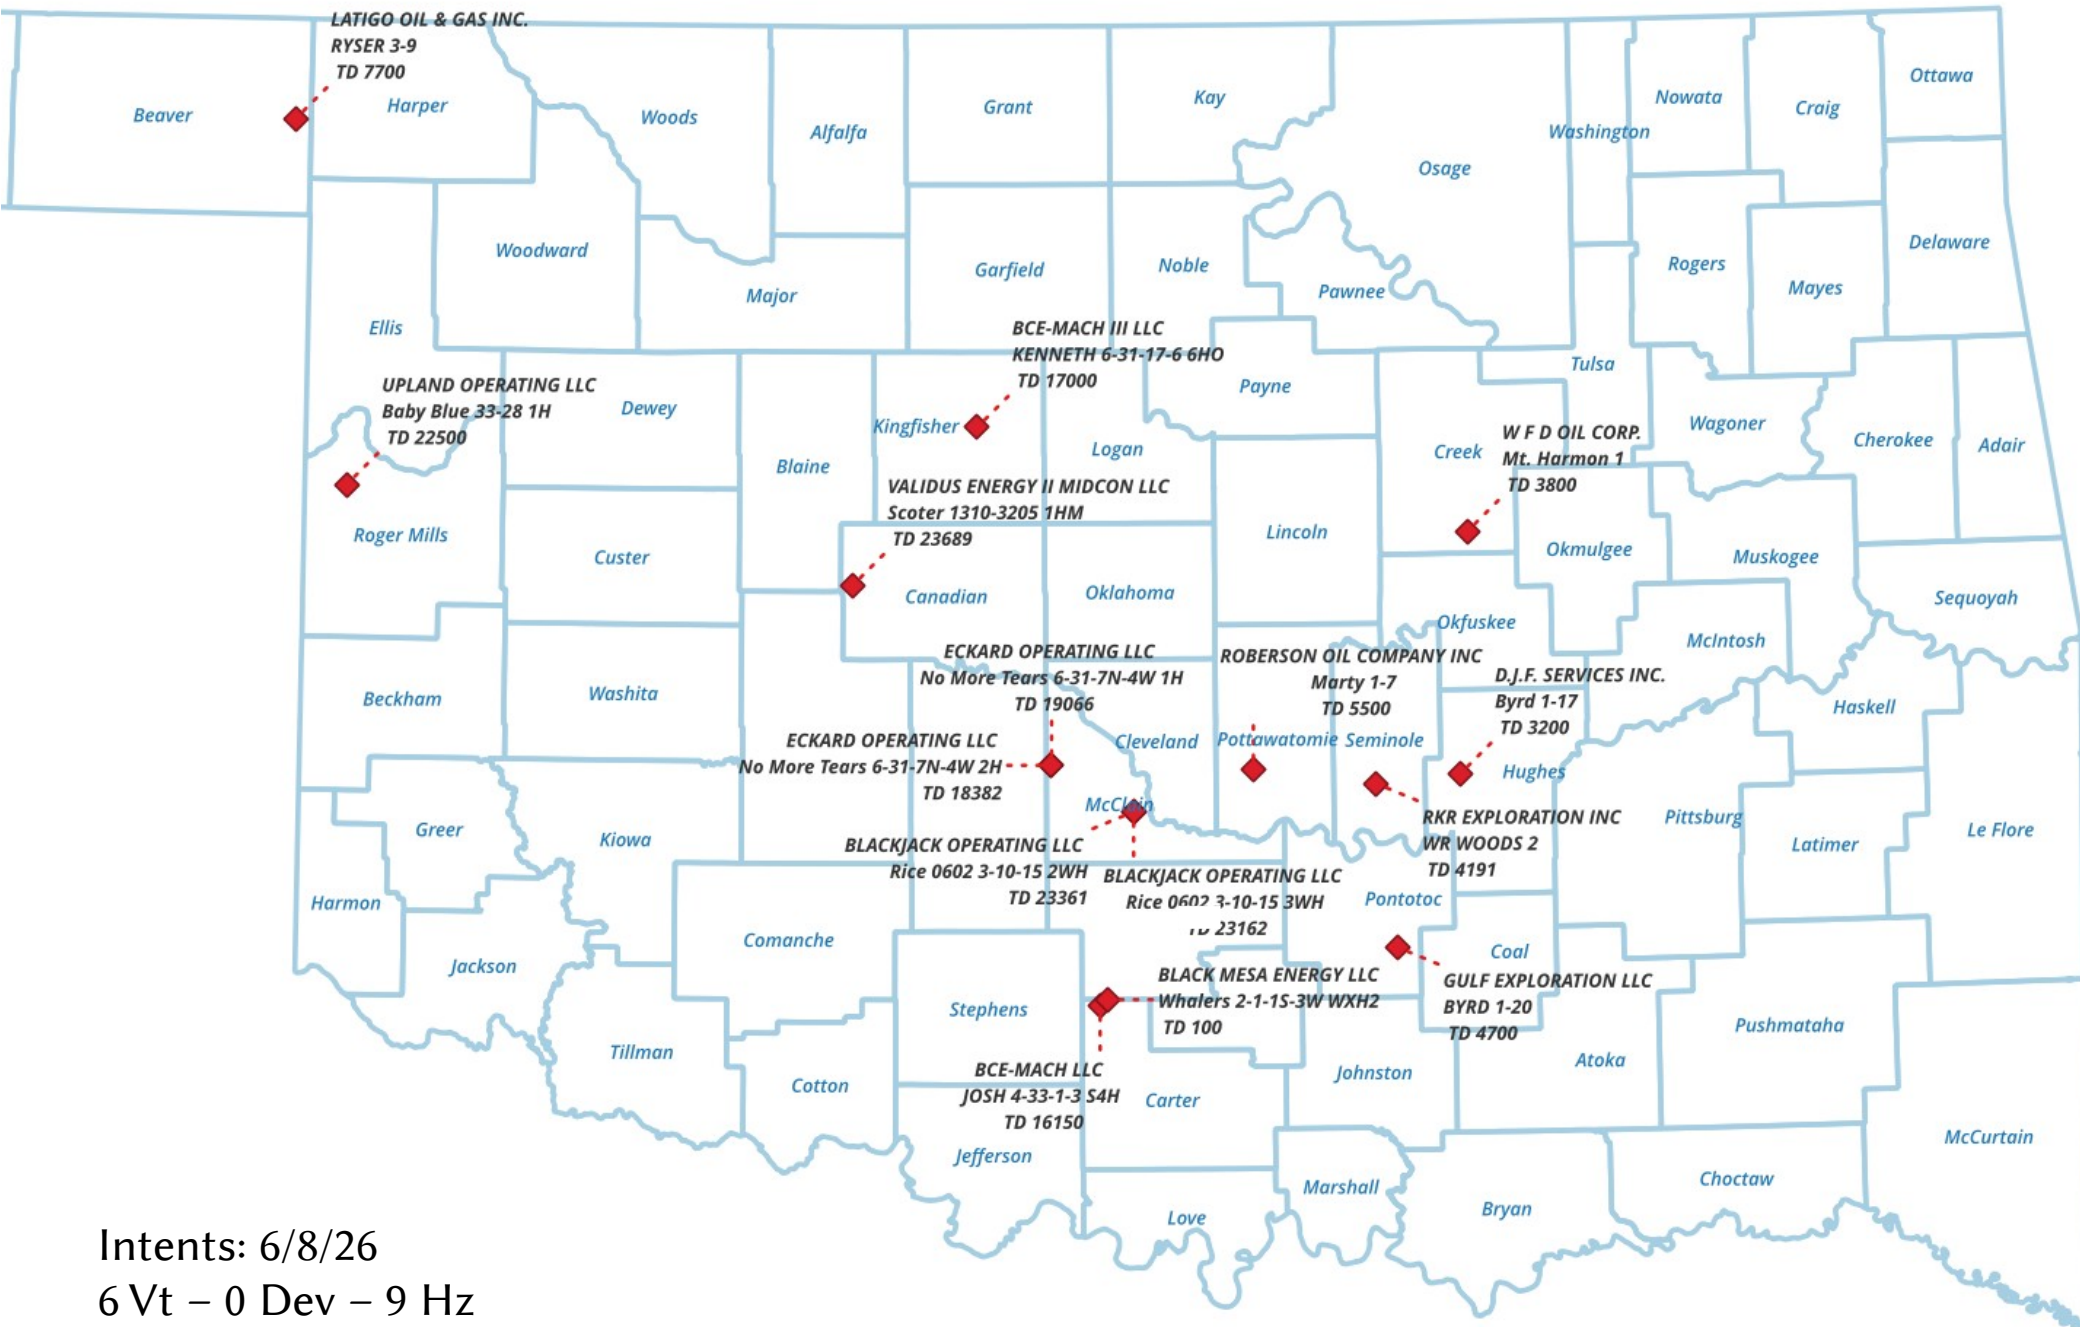 LATIGO OIL & GAS INC.
RYSER 3-9
TD 7700
Beaver
Harper
Woods
Alfalfa
Grant
Kay
Osage
Washington
Nowata
Craig
Ottawa
Ellis
Woodward
Major
Garfield
Noble
Pawnee
Rogers
Mayes
Delaware
BCE-MACH III LLC
KENNETH 6-31-17-6 6HO
TD 17000
UPLAND OPERATING LLC
Baby Blue 33-28 1H
TD 22500
Dewey
Blaine
Kingfisher
Logan
Payne
Creek
Tulsa
Wagoner
Cherokee
Adair
W F D OIL CORP.
Mt. Harmon 1
TD 3800
VALIDUS ENERGY II MIDCON LLC
Scoter 1310-3205 1HM
TD 23689
Roger Mills
Custer
Canadian
Oklahoma
Lincoln
Okmulgee
Muskogee
Sequoyah
Okfuskee
McIntosh
ECKARD OPERATING LLC
No More Tears 6-31-7N-4W 1H
TD 19066
ROBERSON OIL COMPANY INC
Marty 1-7
TD 5500
D.J.F. SERVICES INC.
Byrd 1-17
TD 3200
Beckham
Washita
Cleveland
Pottawatomie
Seminole
Hughes
Haskell
ECKARD OPERATING LLC
No More Tears 6-31-7N-4W 2H
TD 18382
McClain
Greer
Kiowa
Pittsburg
Latimer
Le Flore
RKR EXPLORATION INC
WR WOODS 2
TD 4191
BLACKJACK OPERATING LLC
Rice 0602 3-10-15 2WH
TD 23361
BLACKJACK OPERATING LLC
Rice 0602 3-10-15 3WH
TD 23162
Harmon
Jackson
Comanche
Pontotoc
Coal
Stephens
BLACK MESA ENERGY LLC
Whalers 2-1-1S-3W WXH2
TD 100
GULF EXPLORATION LLC
BYRD 1-20
TD 4700
Tillman
Cotton
BCE-MACH LLC
JOSH 4-33-1-3 S4H
TD 16150
Carter
Johnston
Atoka
Pushmataha
Jefferson
Love
Marshall
Bryan
Choctaw
McCurtain
Intents: 6/8/26
6 Vt – 0 Dev – 9 Hz